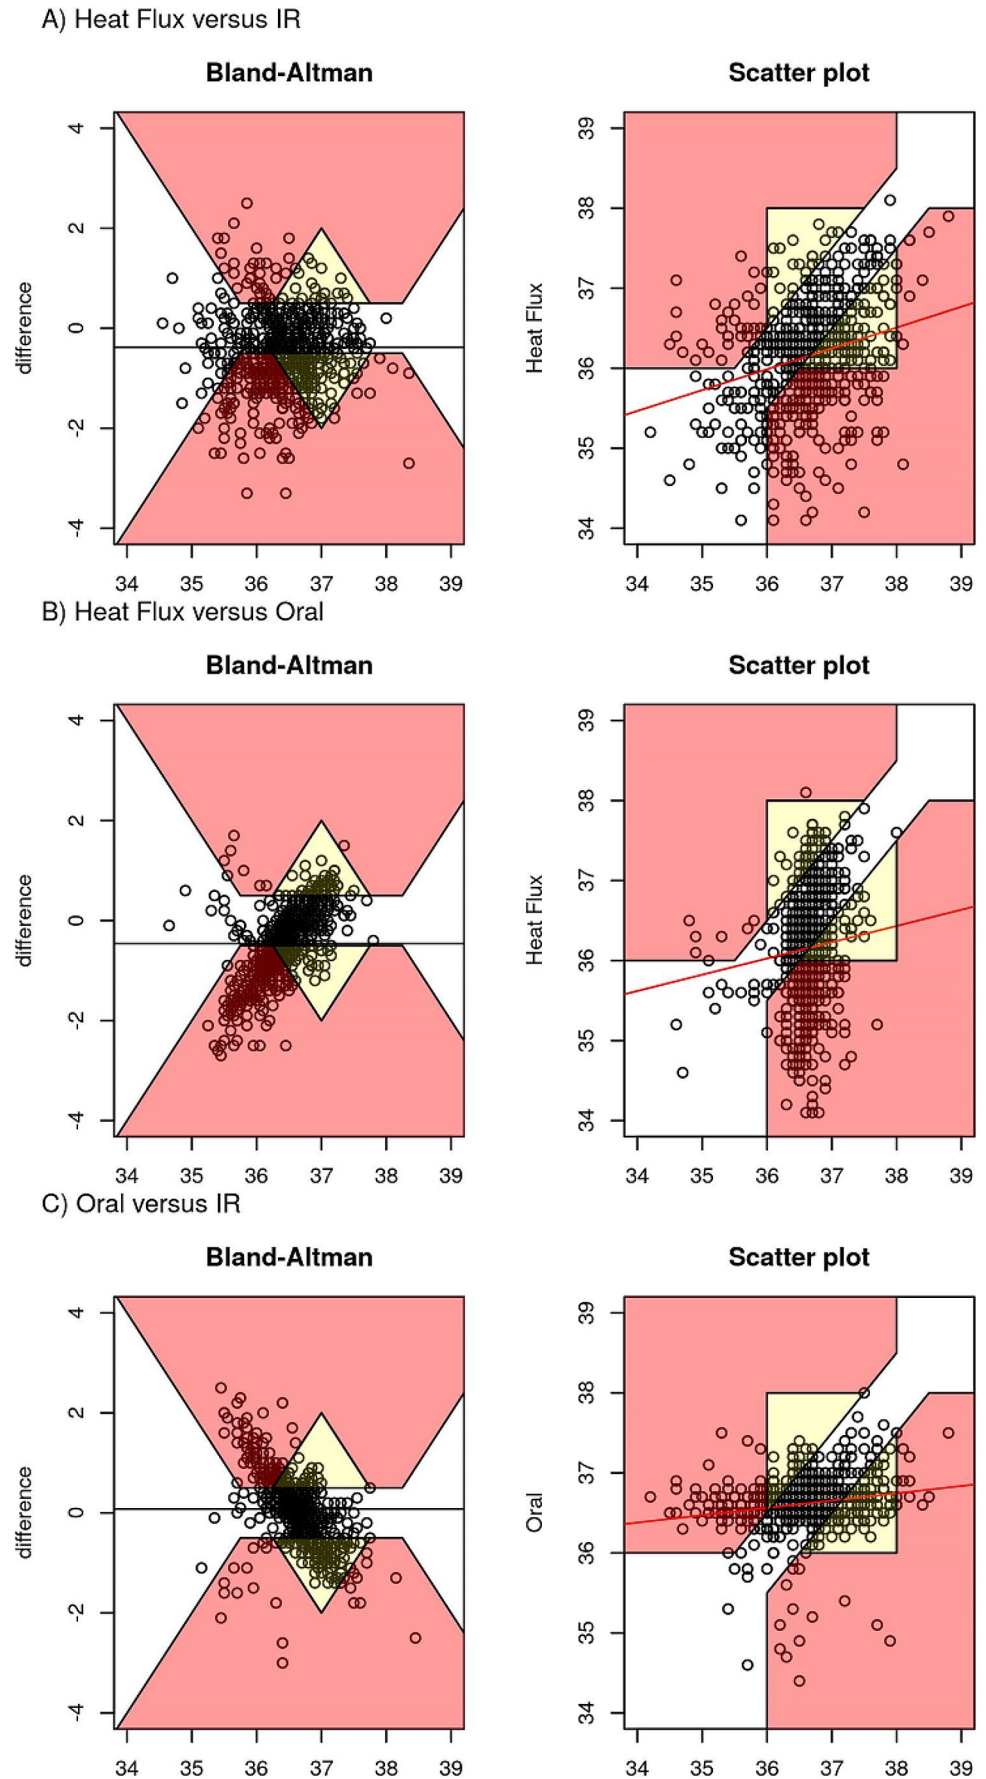 A) Heat Flux versus IR
Bland-Altman
Scatter plot
difference
4
2
0
-2
-4
34 35 36 37 38 39
Heat Flux
39
38
37
36
35
34
34 35 36 37 38 39
B) Heat Flux versus Oral
Bland-Altman
Scatter plot
difference
4
2
0
-2
-4
34 35 36 37 38 39
Heat Flux
39
38
37
36
35
34
34 35 36 37 38 39
C) Oral versus IR
Bland-Altman
Scatter plot
difference
4
2
0
-2
-4
34 35 36 37 38 39
Oral
39
38
37
36
35
34
34 35 36 37 38 39